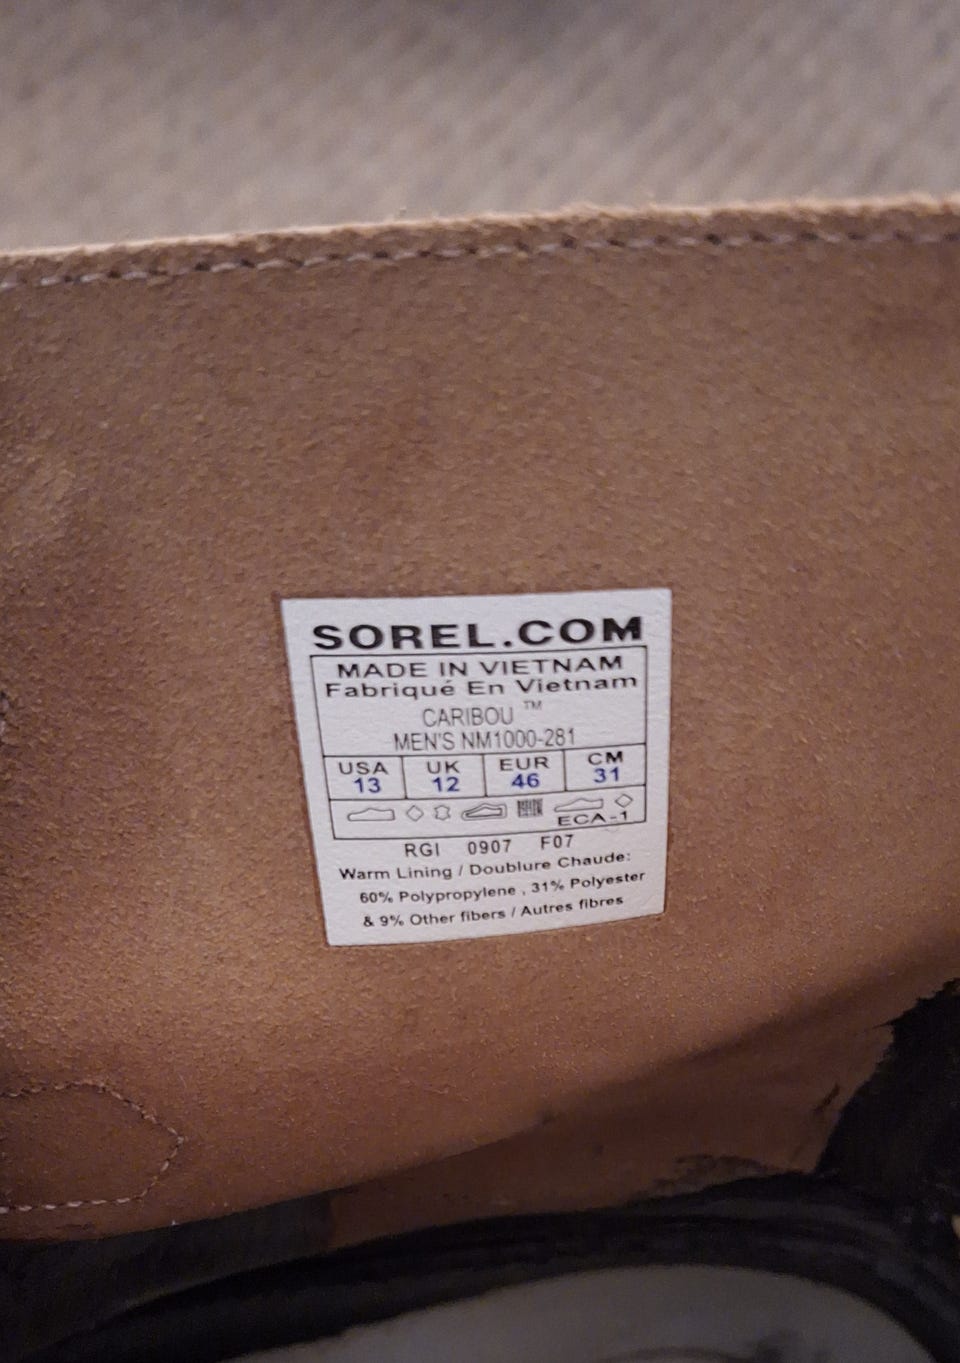 SOREL.COM
MADE IN VIETNAM
Fabriqué En Vietnam
CARIBOU ™
MEN'S NM1000-281
USA UK EUR CM
13 12 46 31
ECA-1
RGI 0907 F07
Warm Lining / Doublure Chaude:
60% Polypropylene , 31% Polyester
& 9% Other fibers / Autres fibres